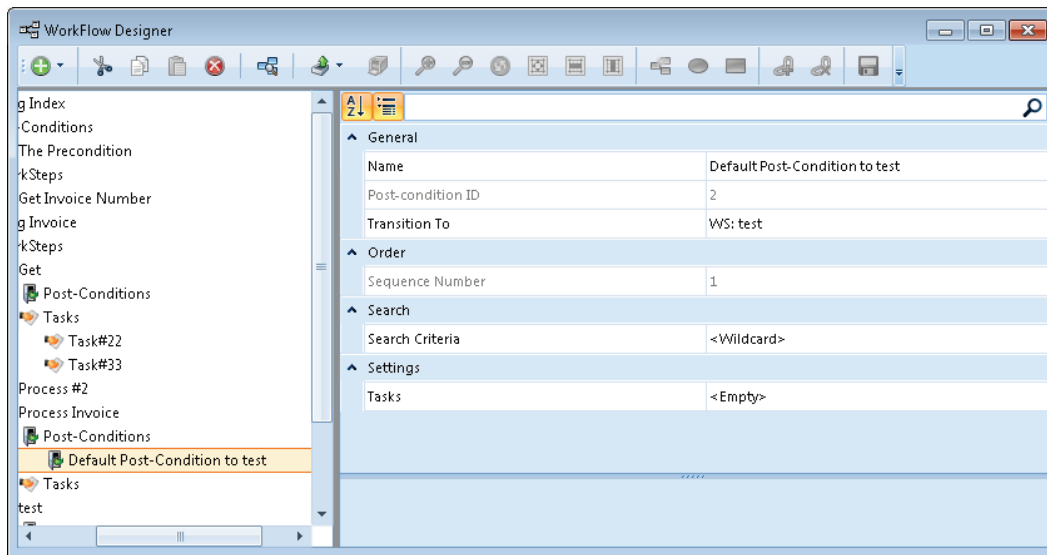 WorkFlow Designer
g Index
-Conditions
The Precondition
rkSteps
Get Invoice Number
g Invoice
rkSteps
Get
Post-Conditions
Tasks
Task#22
Task#33
Process #2
Process Invoice
Post-Conditions
Default Post-Condition to test
Tasks
test
A
Z
General
Name Default Post-Condition to test
Post-condition ID 2
Transition To WS: test
Order
Sequence Number 1
Search
Search Criteria <Wildcard>
Settings
Tasks <Empty>